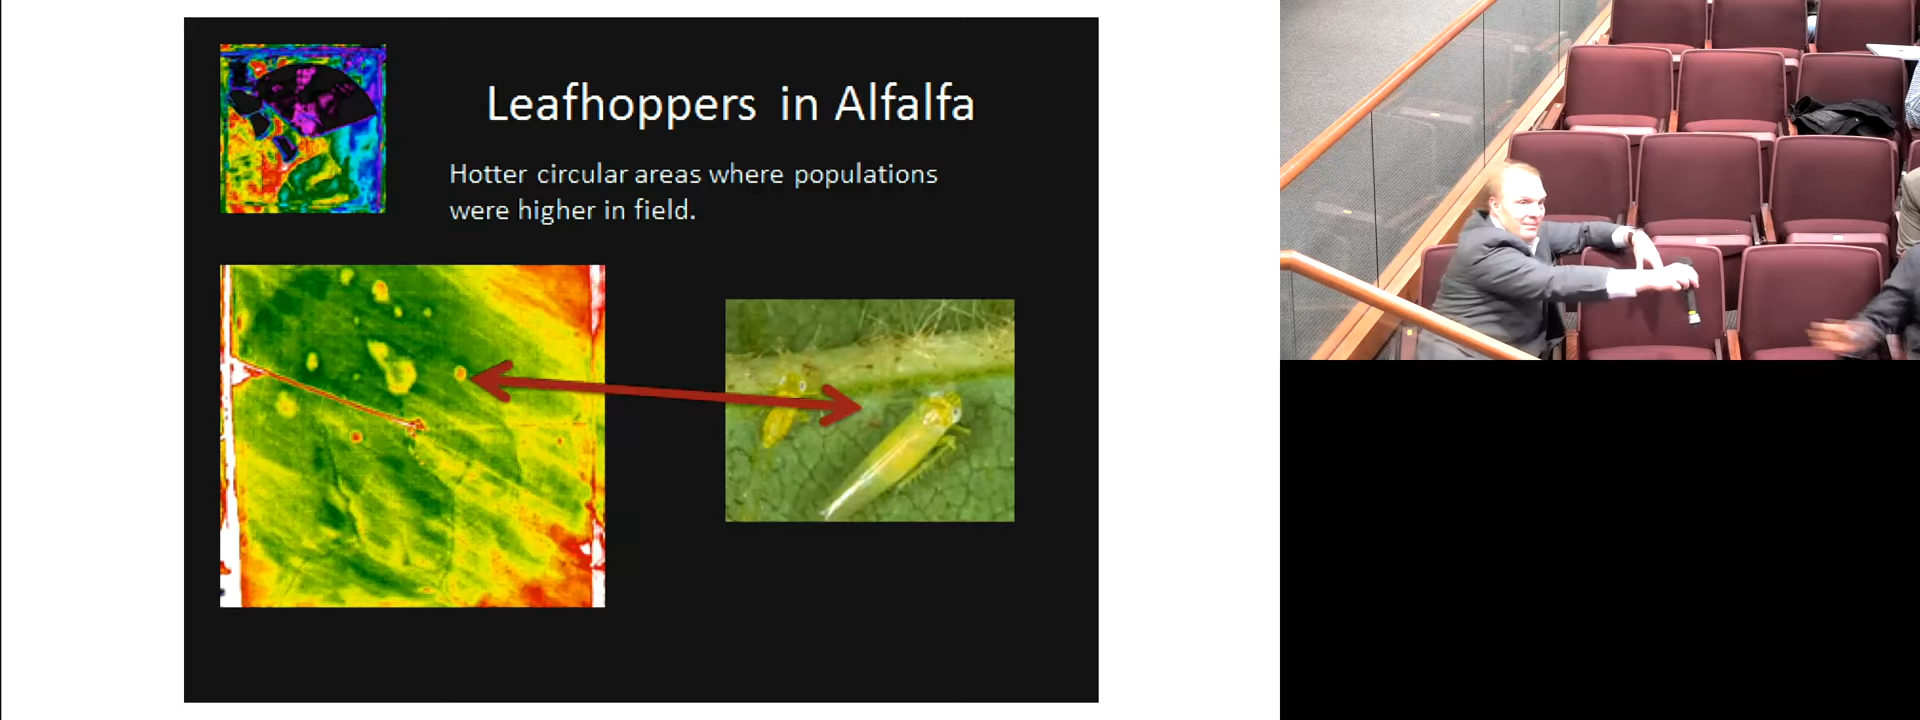 Leafhoppers in Alfalfa
Hotter circular areas where populations
were higher in field.